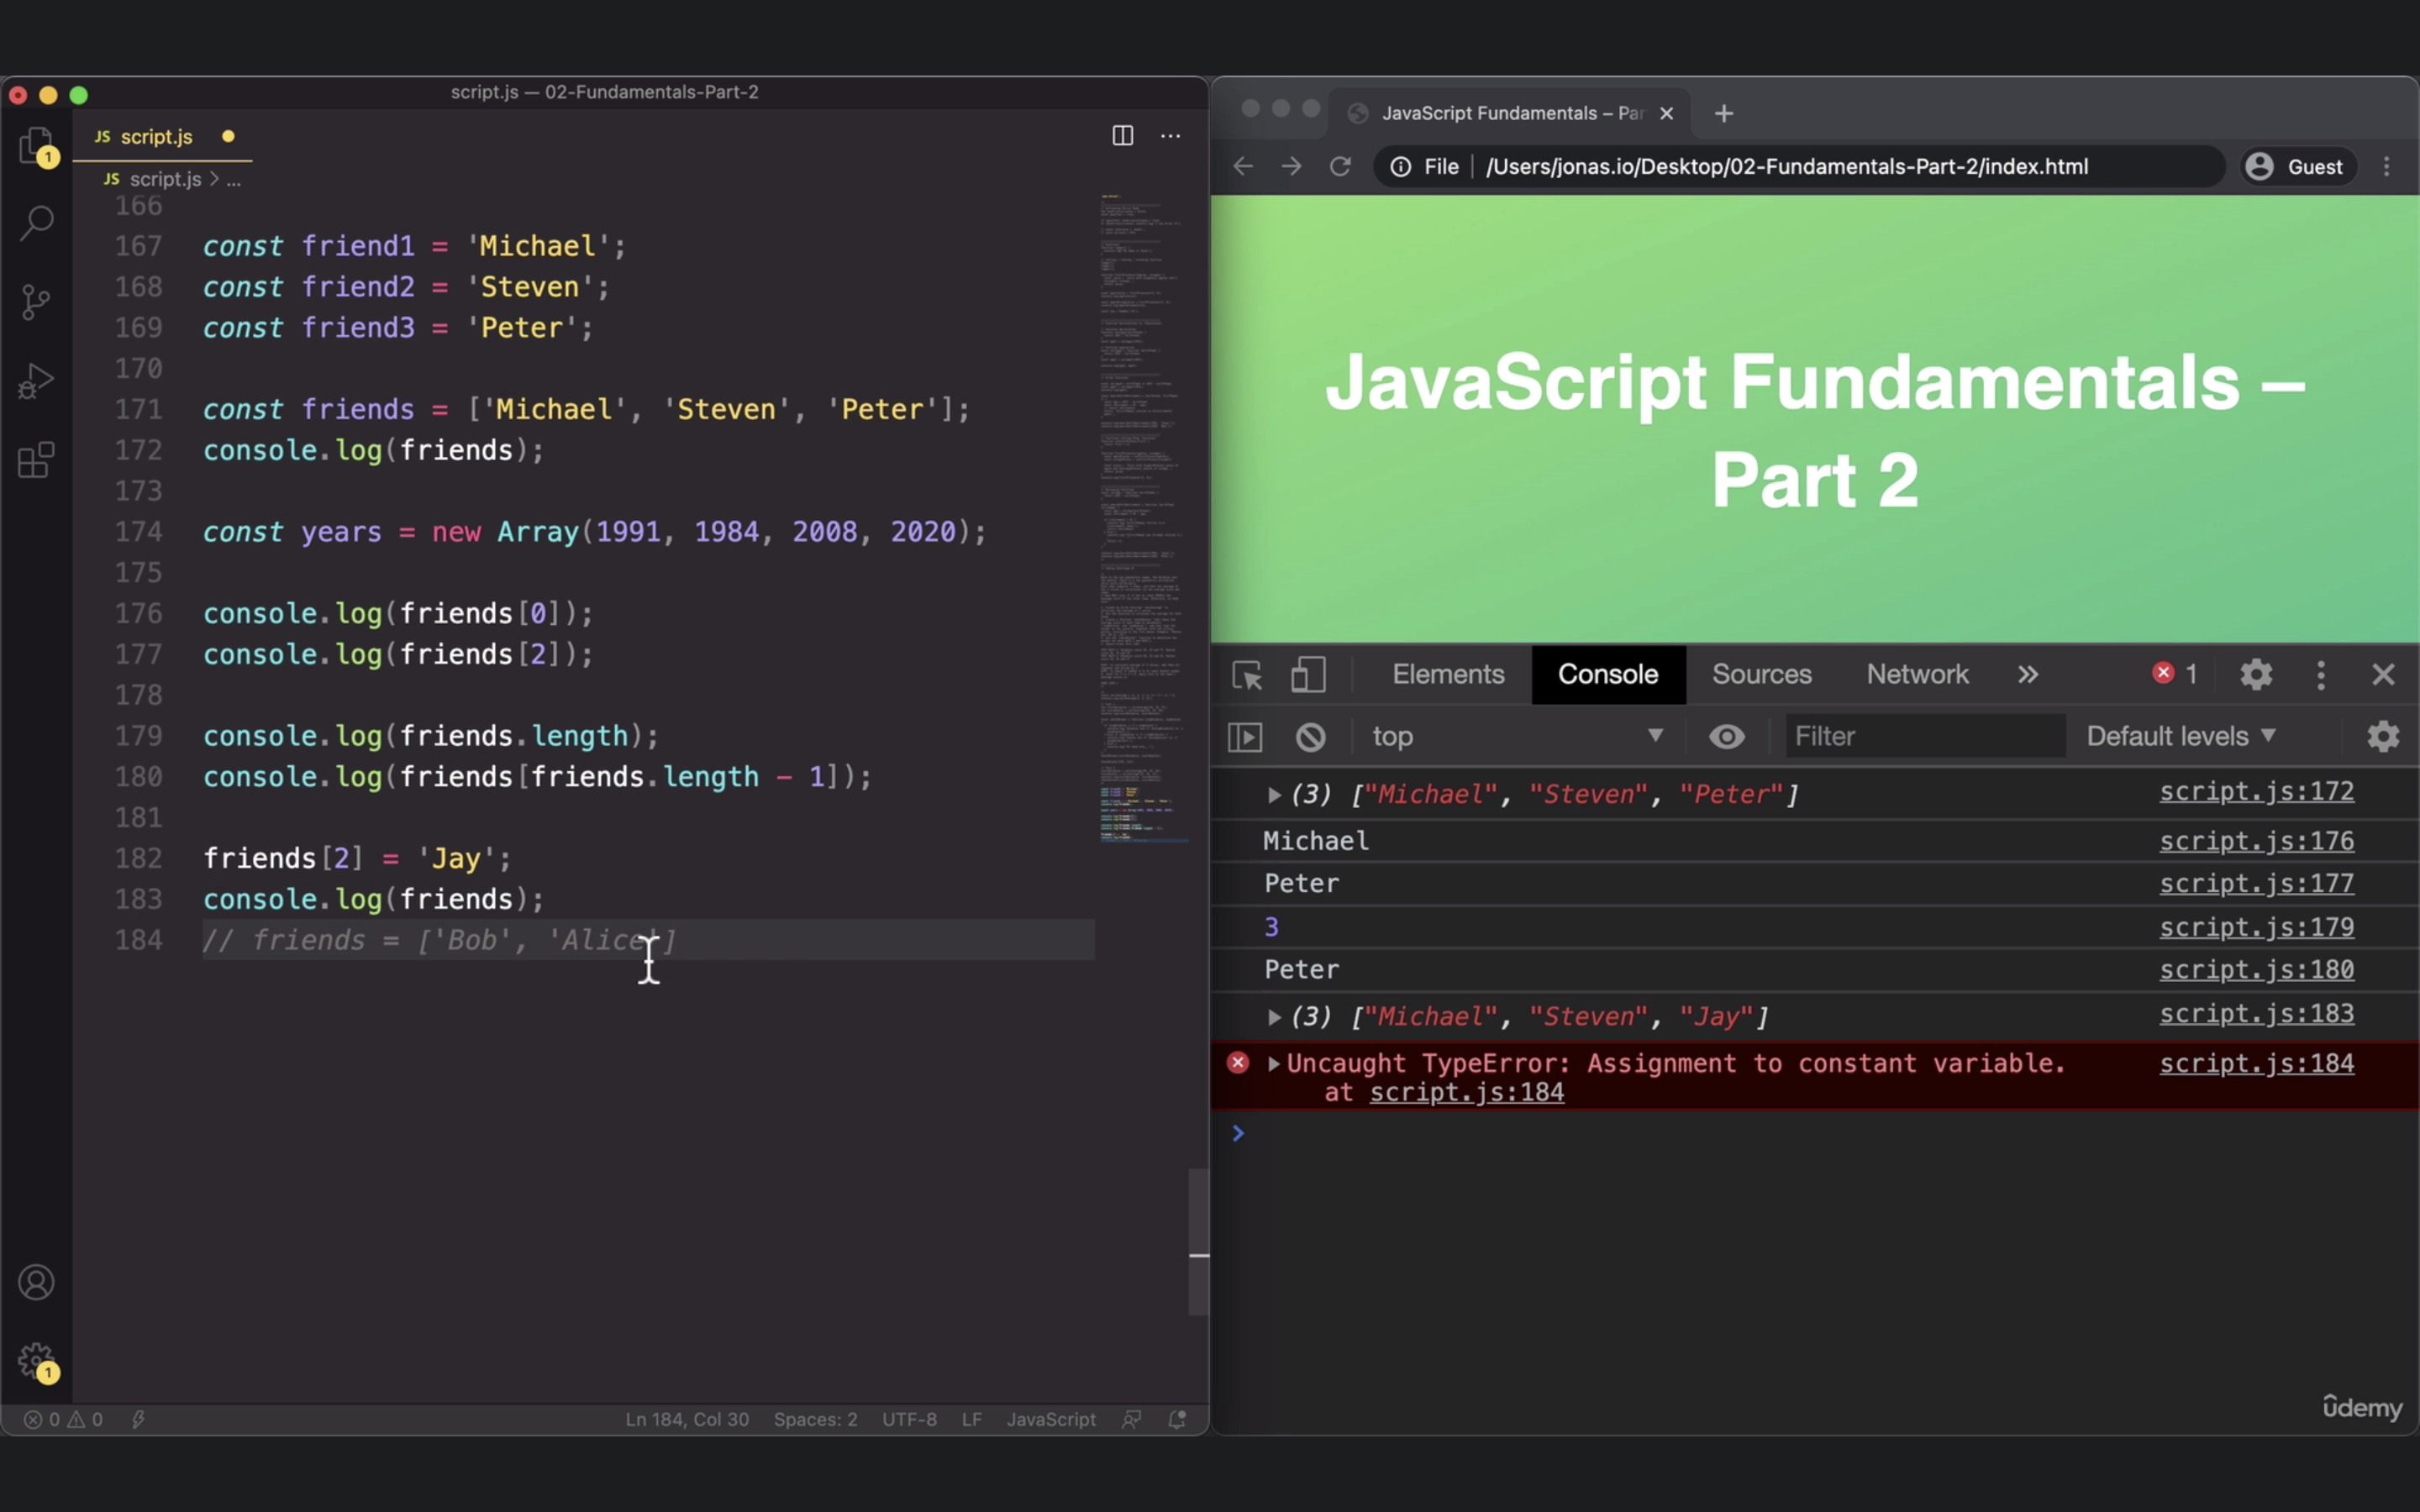 script.js — 02-Fundamentals-Part-2
JS script.js
JS script.js > ...
166
167 const friend1 = 'Michael';
168 const friend2 = 'Steven';
169 const friend3 = 'Peter';
170
171 const friends = ['Michael', 'Steven', 'Peter'];
172 console.log(friends);
173
174 const years = new Array(1991, 1984, 2008, 2020);
175
176 console.log(friends[0]);
177 console.log(friends[2]);
178
179 console.log(friends.length);
180 console.log(friends[friends.length - 1]);
181
182 friends[2] = 'Jay';
183 console.log(friends);
184 // friends = ['Bob', 'Alice']
1
1
0 0
Ln 184, Col 30 Spaces: 2 UTF-8 LF JavaScript
JavaScript Fundamentals – Par
File /Users/jonas.io/Desktop/02-Fundamentals-Part-2/index.html Guest
JavaScript Fundamentals –
Part 2
Elements Console Sources Network » 1
top Filter Default levels
(3) ["Michael", "Steven", "Peter"] script.js:172
Michael script.js:176
Peter script.js:177
3 script.js:179
Peter script.js:180
(3) ["Michael", "Steven", "Jay"] script.js:183
Uncaught TypeError: Assignment to constant variable. script.js:184
at script.js:184
>
ûdemy